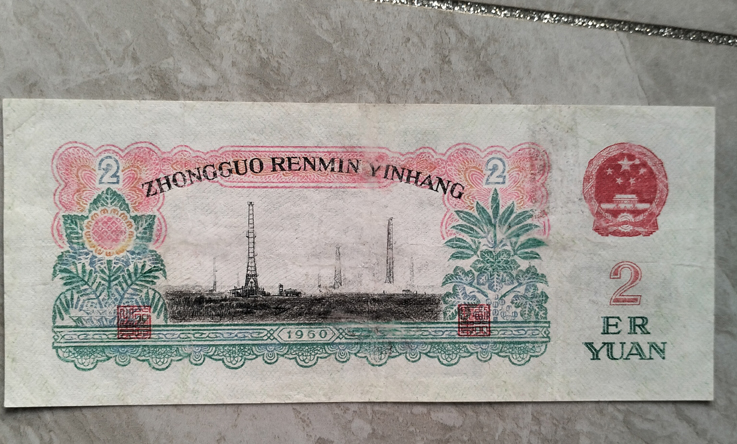 2
2
ZHONGGUO RENMIN YINHANG
1960
2
ER
YUAN